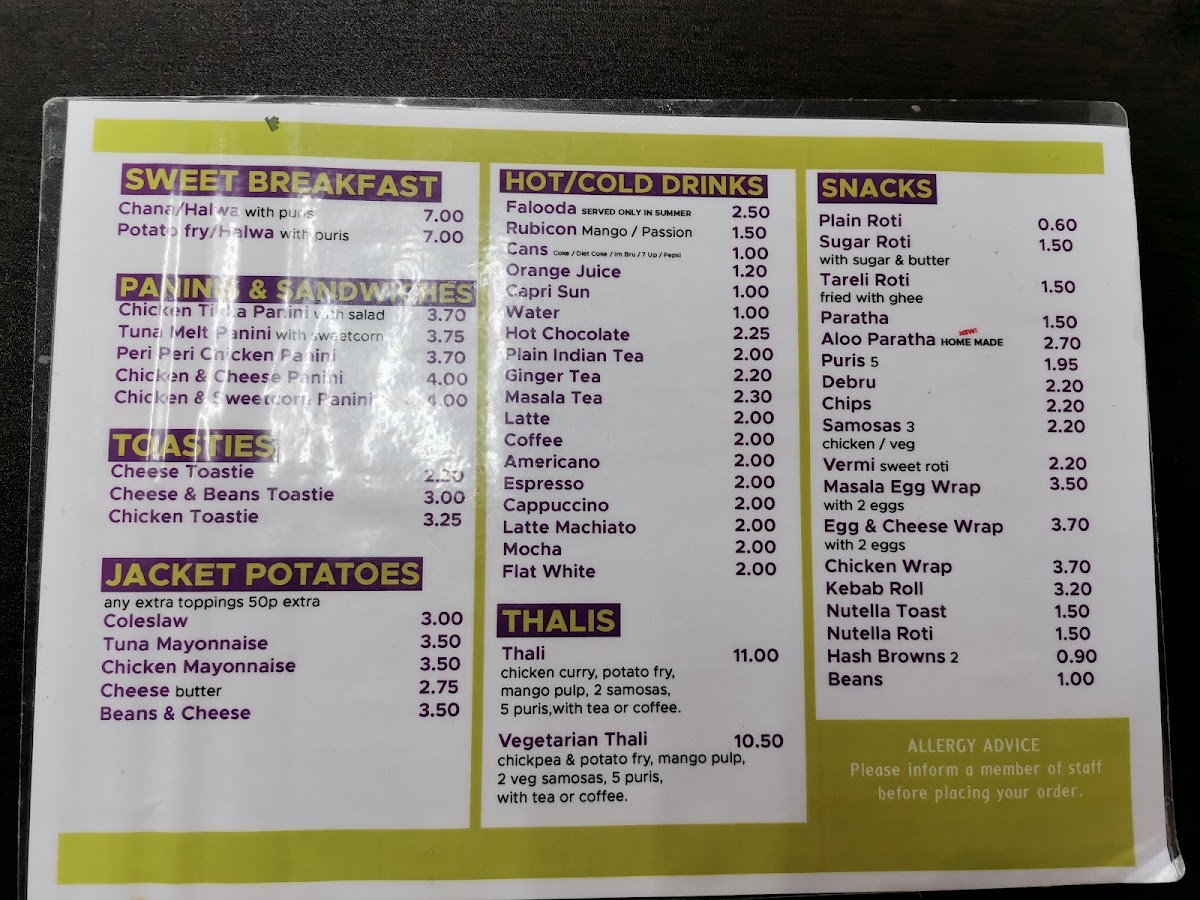 SWEET BREAKFAST
Chana/Halwa with puris 7.00
Potato fry/Halwa with puris 7.00
PANINIS & SANDWICHES
Chicken Tikka Panini with salad 3.70
Tuna Melt Panini with sweetcorn 3.75
Peri Peri Chicken Panini 3.70
Chicken & Cheese Panini 4.00
Chicken & Sweetcorn Panini 4.00
TOASTIES
Cheese Toastie 2.20
Cheese & Beans Toastie 3.00
Chicken Toastie 3.25
JACKET POTATOES
any extra toppings 50p extra
Coleslaw 3.00
Tuna Mayonnaise 3.50
Chicken Mayonnaise 3.50
Cheese butter 2.75
Beans & Cheese 3.50
HOT/COLD DRINKS
Falooda SERVED ONLY IN SUMMER 2.50
Rubicon Mango / Passion 1.50
Cans Coke / Diet Coke / Irn Bru / 7 Up / Pepsi 1.00
Orange Juice 1.20
Capri Sun 1.00
Water 1.00
Hot Chocolate 2.25
Plain Indian Tea 2.00
Ginger Tea 2.20
Masala Tea 2.30
Latte 2.00
Coffee 2.00
Americano 2.00
Espresso 2.00
Cappuccino 2.00
Latte Machiato 2.00
Mocha 2.00
Flat White 2.00
THALIS
Thali 11.00
chicken curry, potato fry,
mango pulp, 2 samosas,
5 puris,with tea or coffee.
Vegetarian Thali 10.50
chickpea & potato fry, mango pulp,
2 veg samosas, 5 puris,
with tea or coffee.
SNACKS
Plain Roti 0.60
Sugar Roti 1.50
with sugar & butter
Tareli Roti 1.50
fried with ghee
Paratha 1.50
NEW!
Aloo Paratha HOME MADE 2.70
Puris 5 1.95
Debru 2.20
Chips 2.20
Samosas 3 2.20
chicken / veg
Vermi sweet roti 2.20
Masala Egg Wrap 3.50
with 2 eggs
Egg & Cheese Wrap 3.70
with 2 eggs
Chicken Wrap 3.70
Kebab Roll 3.20
Nutella Toast 1.50
Nutella Roti 1.50
Hash Browns 2 0.90
Beans 1.00
ALLERGY ADVICE
Please inform a member of staff
before placing your order.